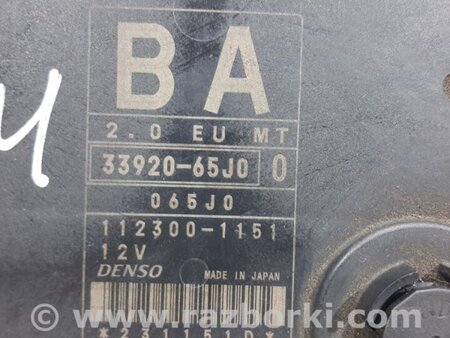 BA
2.0 EU MT
33920-65J0 0
065J0
112300-1151
12V
DENSO MADE IN JAPAN
*231151D*
www.razborki.com